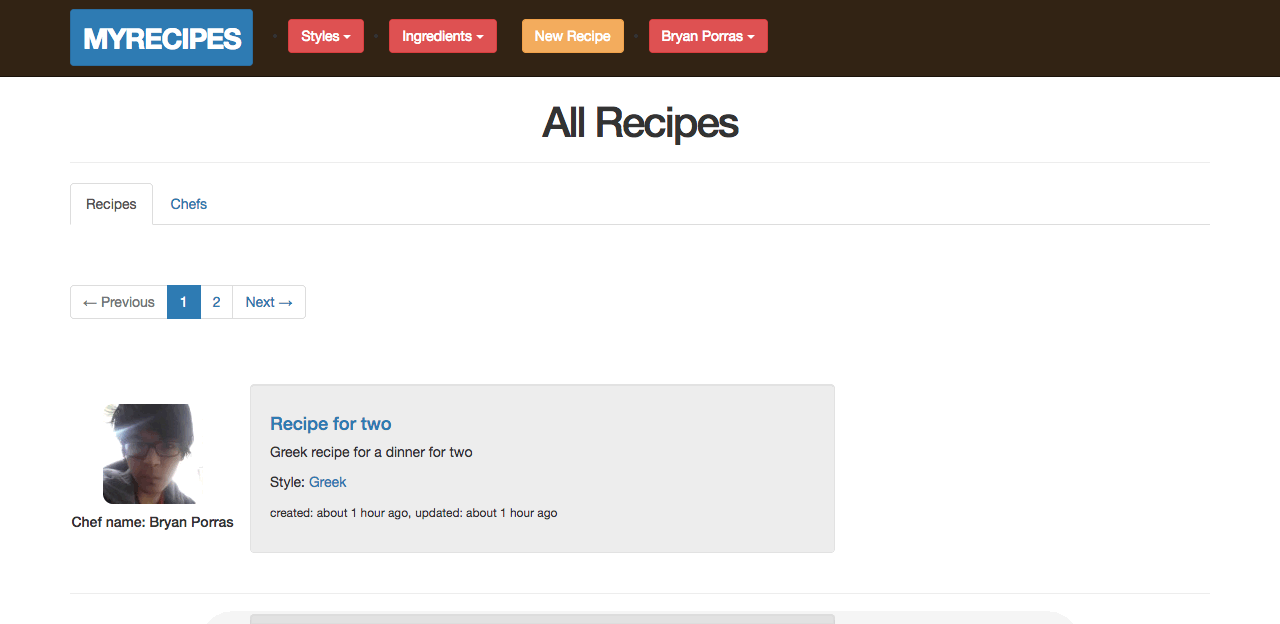 MYRECIPES Styles Ingredients New Recipe Bryan Porras
All Recipes
Recipes Chefs
← Previous 1 2 Next →
Recipe for two
Greek recipe for a dinner for two
Style: Greek
created: about 1 hour ago, updated: about 1 hour ago
Chef name: Bryan Porras